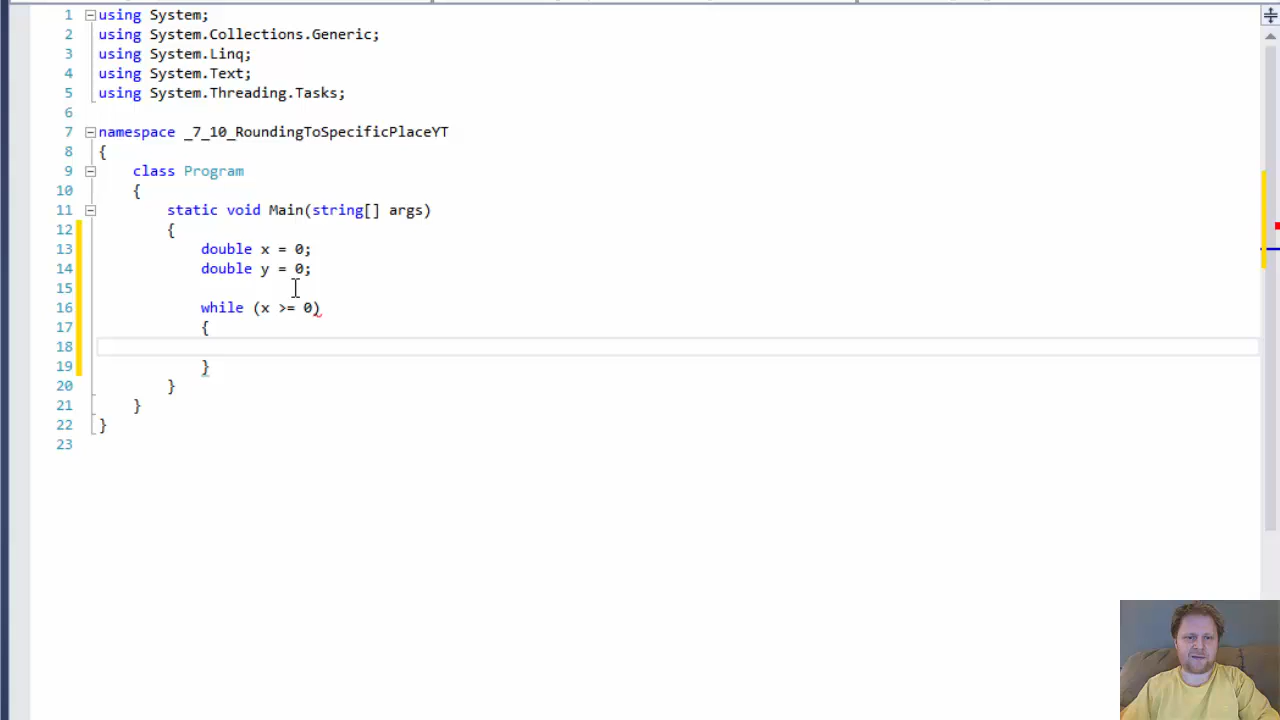 1 using System;
2 using System.Collections.Generic;
3 using System.Linq;
4 using System.Text;
5 using System.Threading.Tasks;
6
7 namespace _7_10_RoundingToSpecificPlaceYT
8 {
9 class Program
10 {
11 static void Main(string[] args)
12 {
13 double x = 0;
14 double y = 0;
15
16 while (x >= 0)
17 {
18
19 }
20 }
21 }
22 }
23